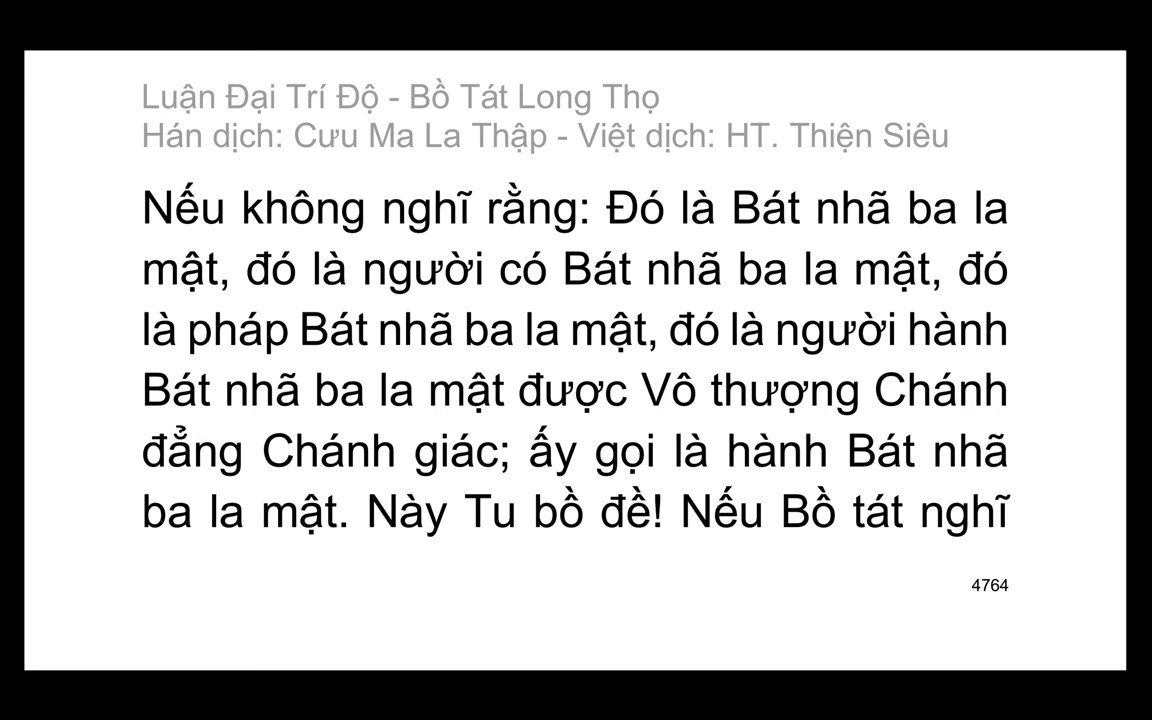 Luận Đại Trí Độ - Bồ Tát Long Thọ
Hán dịch: Cưu Ma La Thập - Việt dịch: HT. Thiện Siêu
Nếu không nghĩ rằng: Đó là Bát nhã ba la
mật, đó là người có Bát nhã ba la mật, đó
là pháp Bát nhã ba la mật, đó là người hành
Bát nhã ba la mật được Vô thượng Chánh
đẳng Chánh giác; ấy gọi là hành Bát nhã
ba la mật. Này Tu bồ đề! Nếu Bồ tát nghĩ
4764